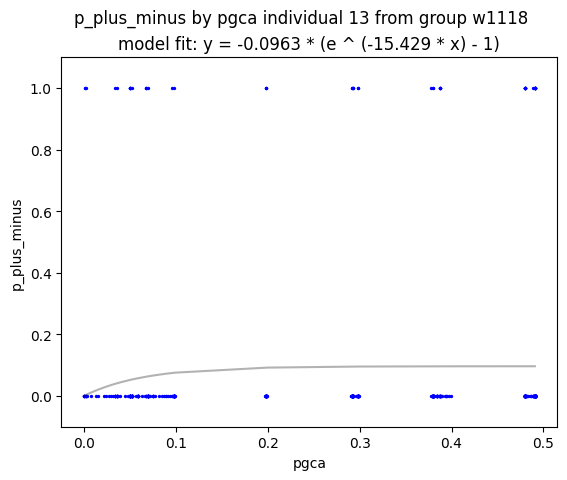 p_plus_minus by pgca individual 13 from group w1118
model fit: y = -0.0963 * (e ^ (-15.429 * x) - 1)
p_plus_minus
1.0
0.8
0.6
0.4
0.2
0.0
0.0 0.1 0.2 0.3 0.4 0.5
pgca